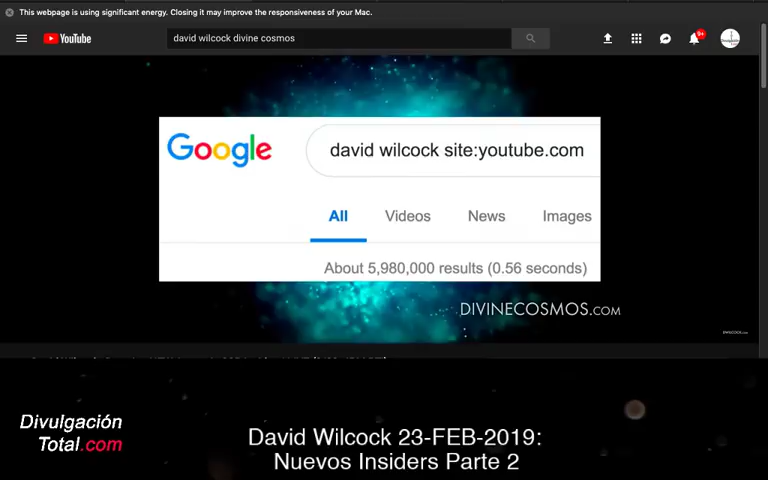 This webpage is using significant energy. Closing it may improve the responsiveness of your Mac.
YouTube
david wilcock divine cosmos
9+
Google
david wilcock site:youtube.com
All Videos News Images
About 5,980,000 results (0.56 seconds)
DIVINECOSMOS.COM
Divulgación
Total.com
David Wilcock 23-FEB-2019:
Nuevos Insiders Parte 2